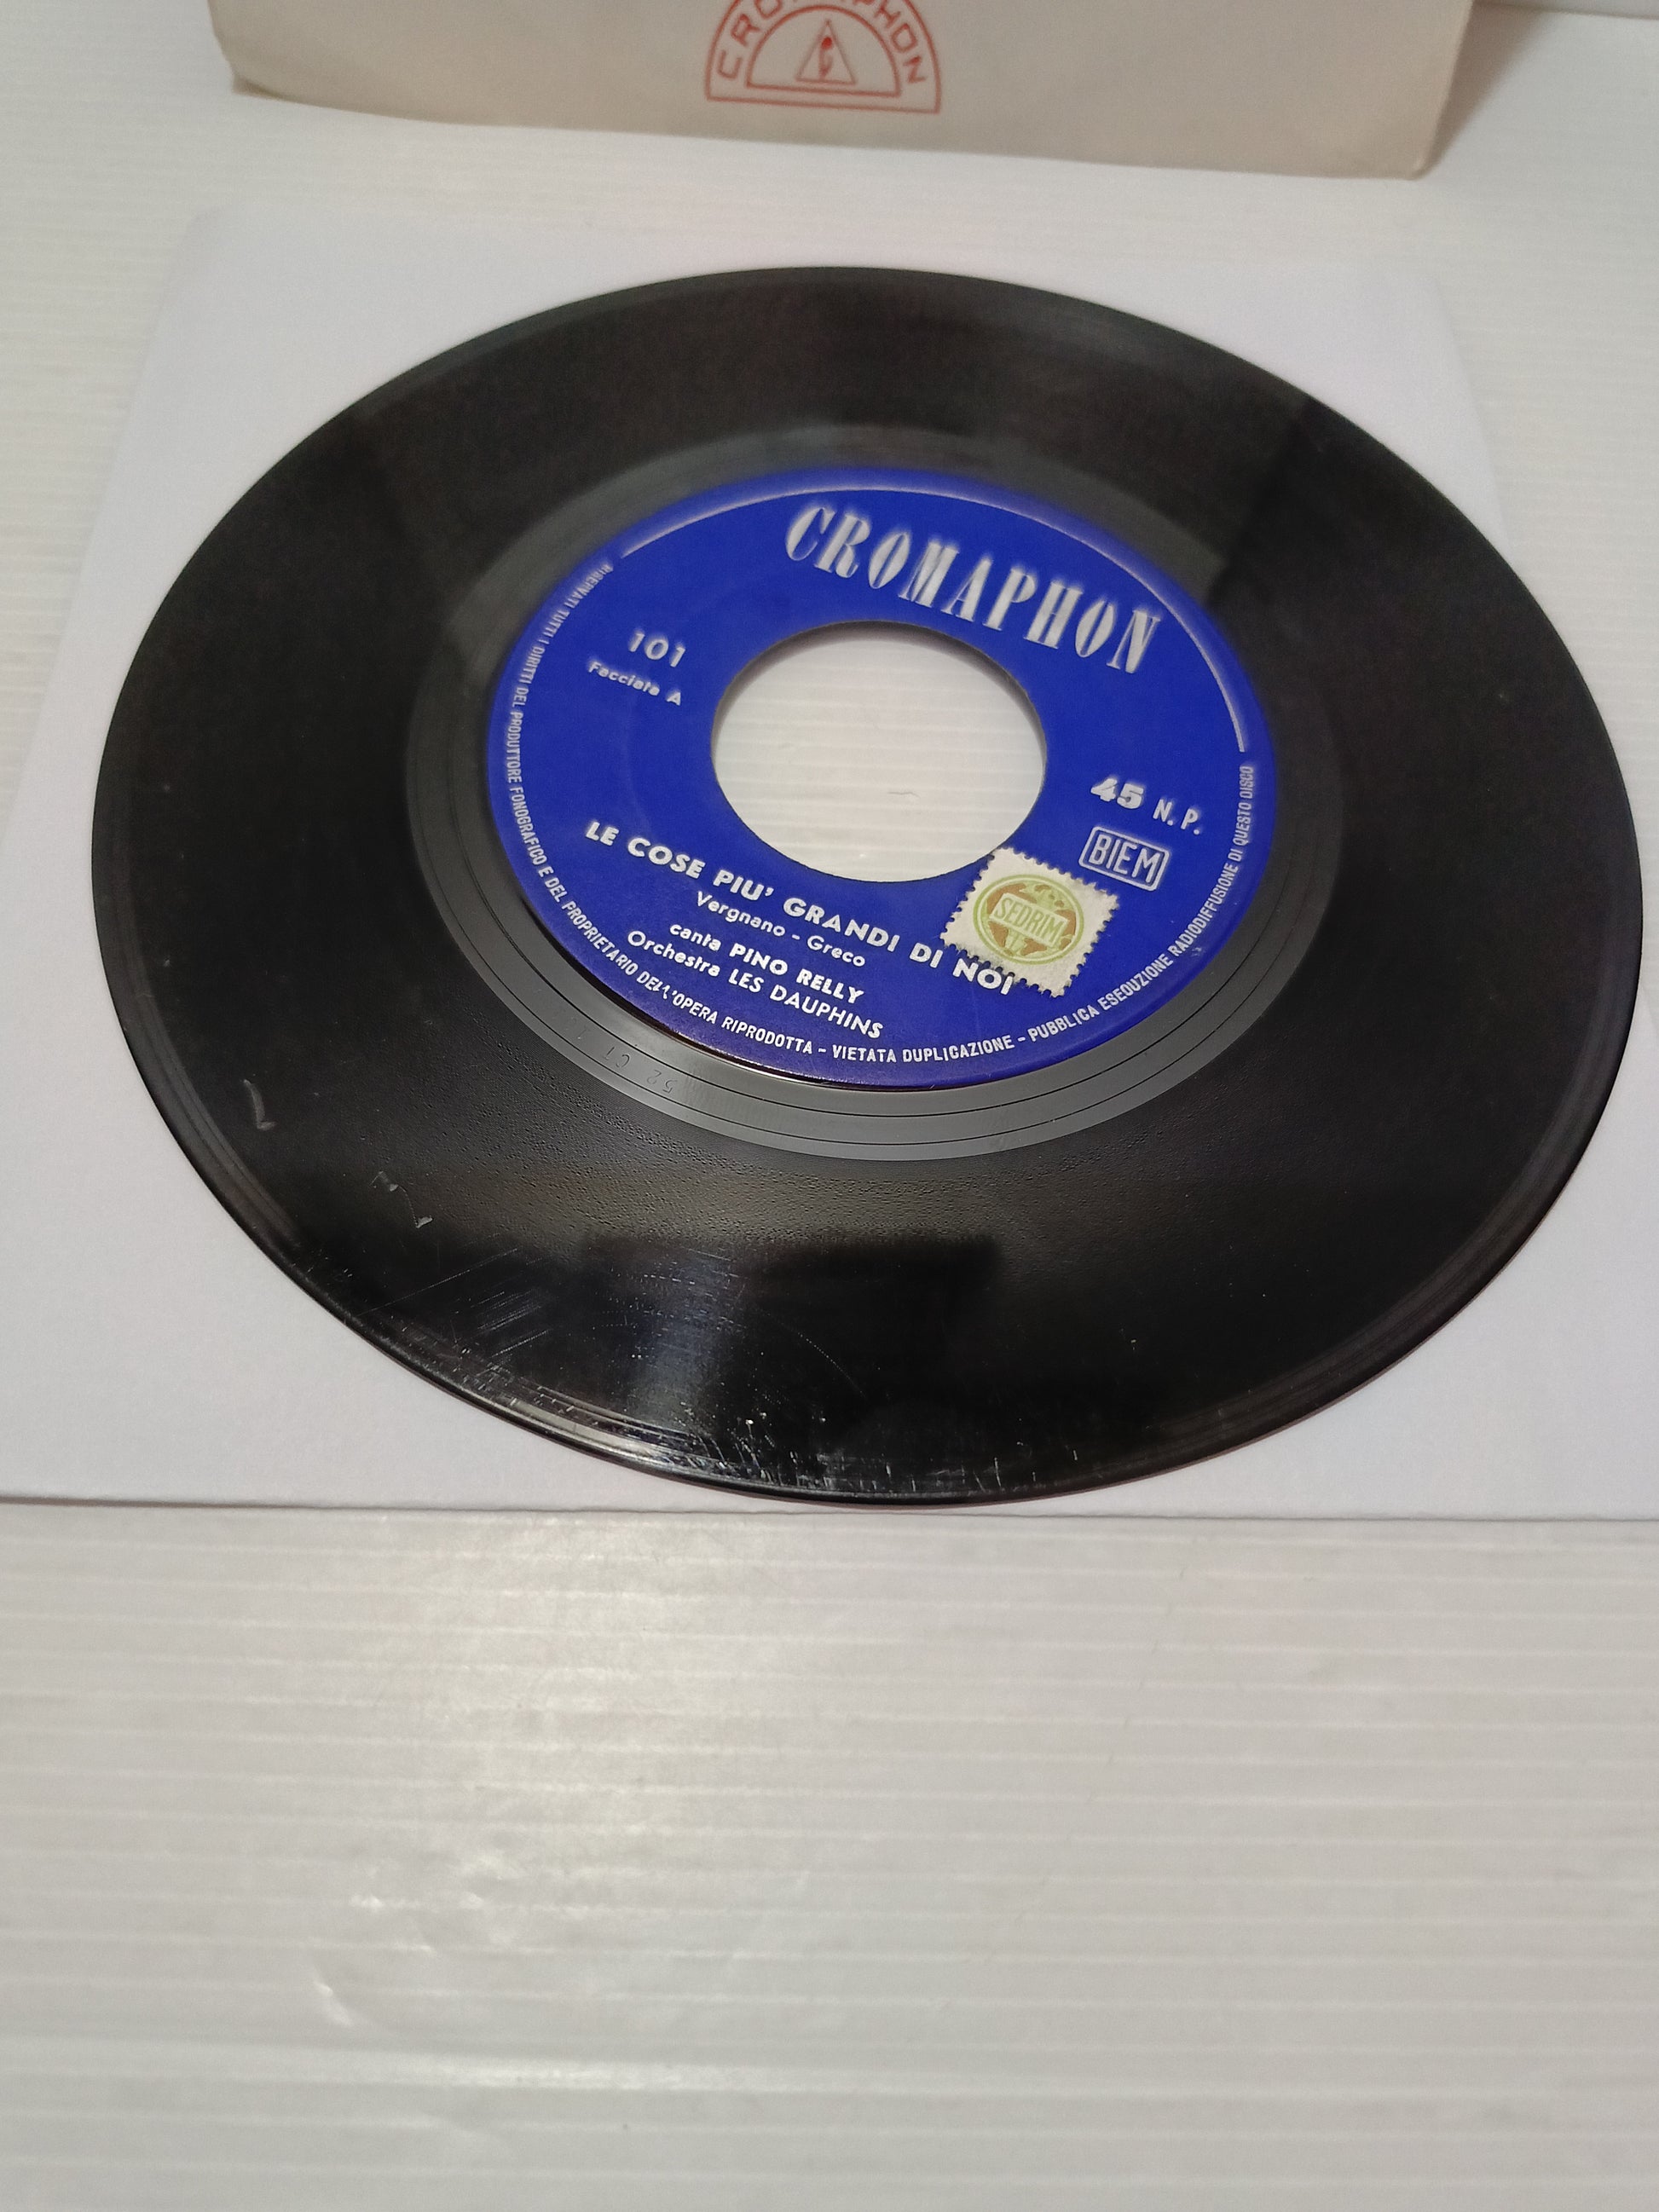 CROMAPHON
CROMAPHON
101
Facciata A
45 N. P.
BIEM
SEDRIM
LE COSE PIU' GRANDI DI NOI
Vergnano - Greco
canta PINO RELLY
Orchestra LES DAUPHINS
RISERVATI TUTTI I DIRITTI DEL PRODUTTORE FONOGRAFICO E DEL PROPRIETARIO DELL'OPERA RIPRODOTTA - VIETATA DUPLICAZIONE - PUBBLICA ESEQUZIONE RADIODIFFUSIONE DI QUESTO DISCO